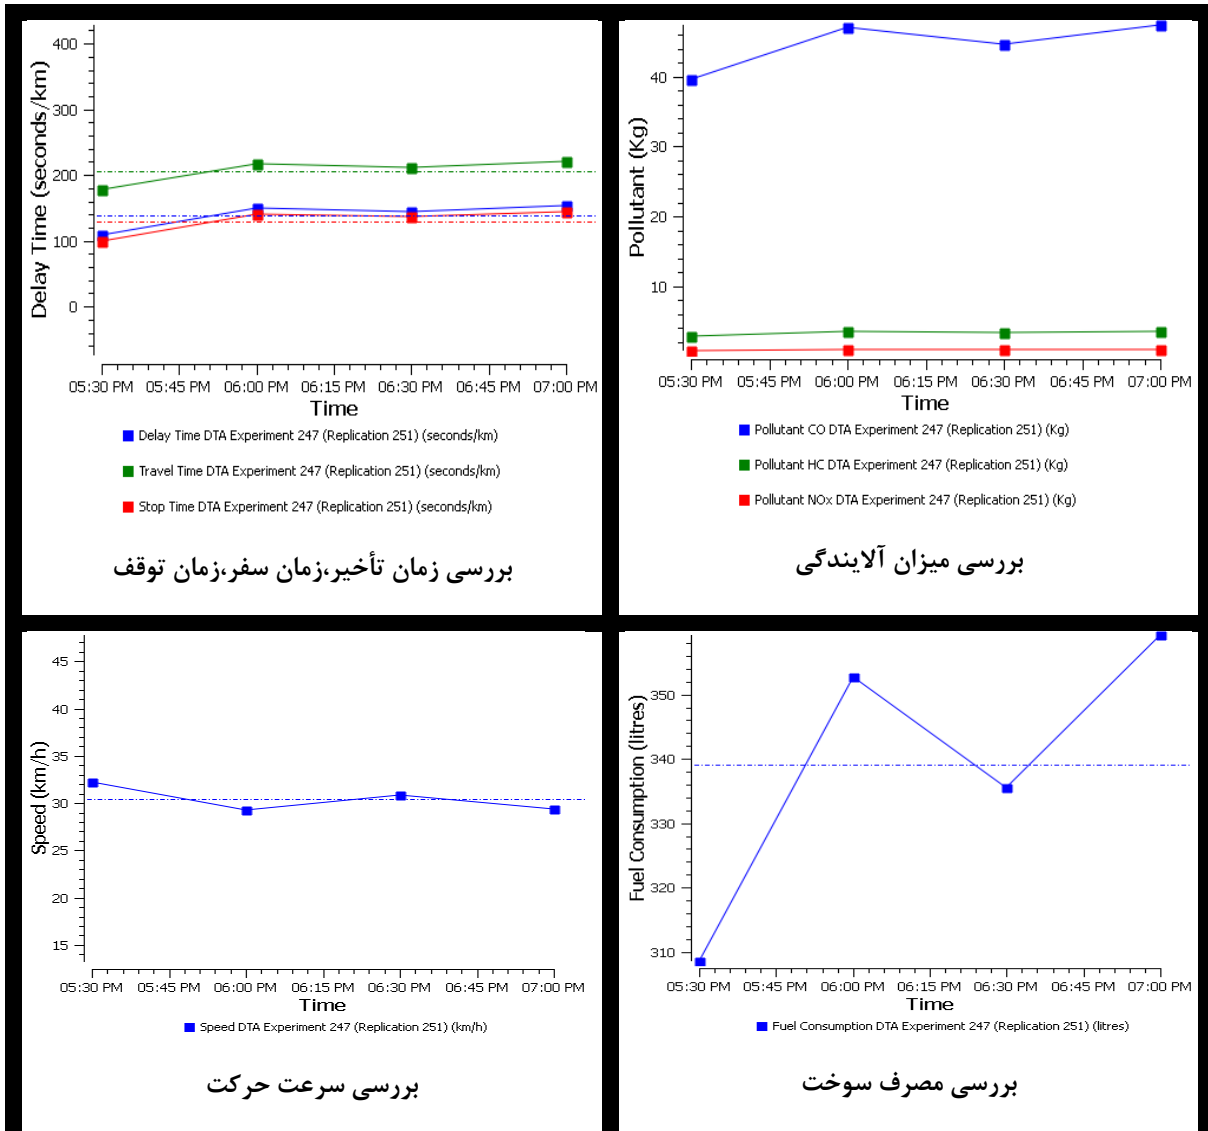 400
300
200
100
0
Delay Time (seconds/km)
05:30 PM 05:45 PM 06:00 PM 06:15 PM 06:30 PM 06:45 PM 07:00 PM
Time
Delay Time DTA Experiment 247 (Replication 251) (seconds/km)
Travel Time DTA Experiment 247 (Replication 251) (seconds/km)
Stop Time DTA Experiment 247 (Replication 251) (seconds/km)
بررسی زمان تأخیر،زمان سفر،زمان توقف
40
30
20
10
Pollutant (Kg)
05:30 PM 05:45 PM 06:00 PM 06:15 PM 06:30 PM 06:45 PM 07:00 PM
Time
Pollutant CO DTA Experiment 247 (Replication 251) (Kg)
Pollutant HC DTA Experiment 247 (Replication 251) (Kg)
Pollutant NOx DTA Experiment 247 (Replication 251) (Kg)
بررسی میزان آلایندگی
45
40
35
30
25
20
15
Speed (km/h)
05:30 PM 05:45 PM 06:00 PM 06:15 PM 06:30 PM 06:45 PM 07:00 PM
Time
Speed DTA Experiment 247 (Replication 251) (km/h)
بررسی سرعت حرکت
350
340
330
320
310
Fuel Consumption (litres)
05:30 PM 05:45 PM 06:00 PM 06:15 PM 06:30 PM 06:45 PM 07:00 PM
Time
Fuel Consumption DTA Experiment 247 (Replication 251) (litres)
بررسی مصرف سوخت